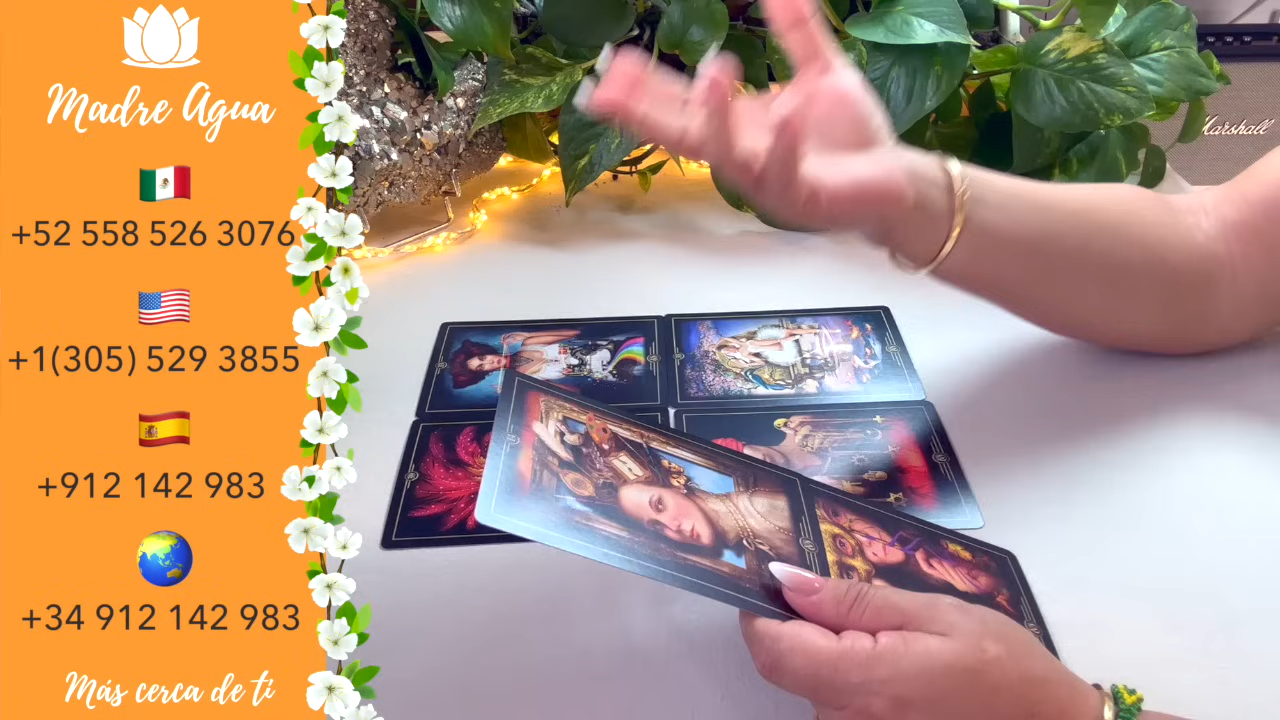 Madre Agua
+52 558 526 3076
+1(305) 529 3855
+912 142 983
+34 912 142 983
Más cerca de ti
Marshall